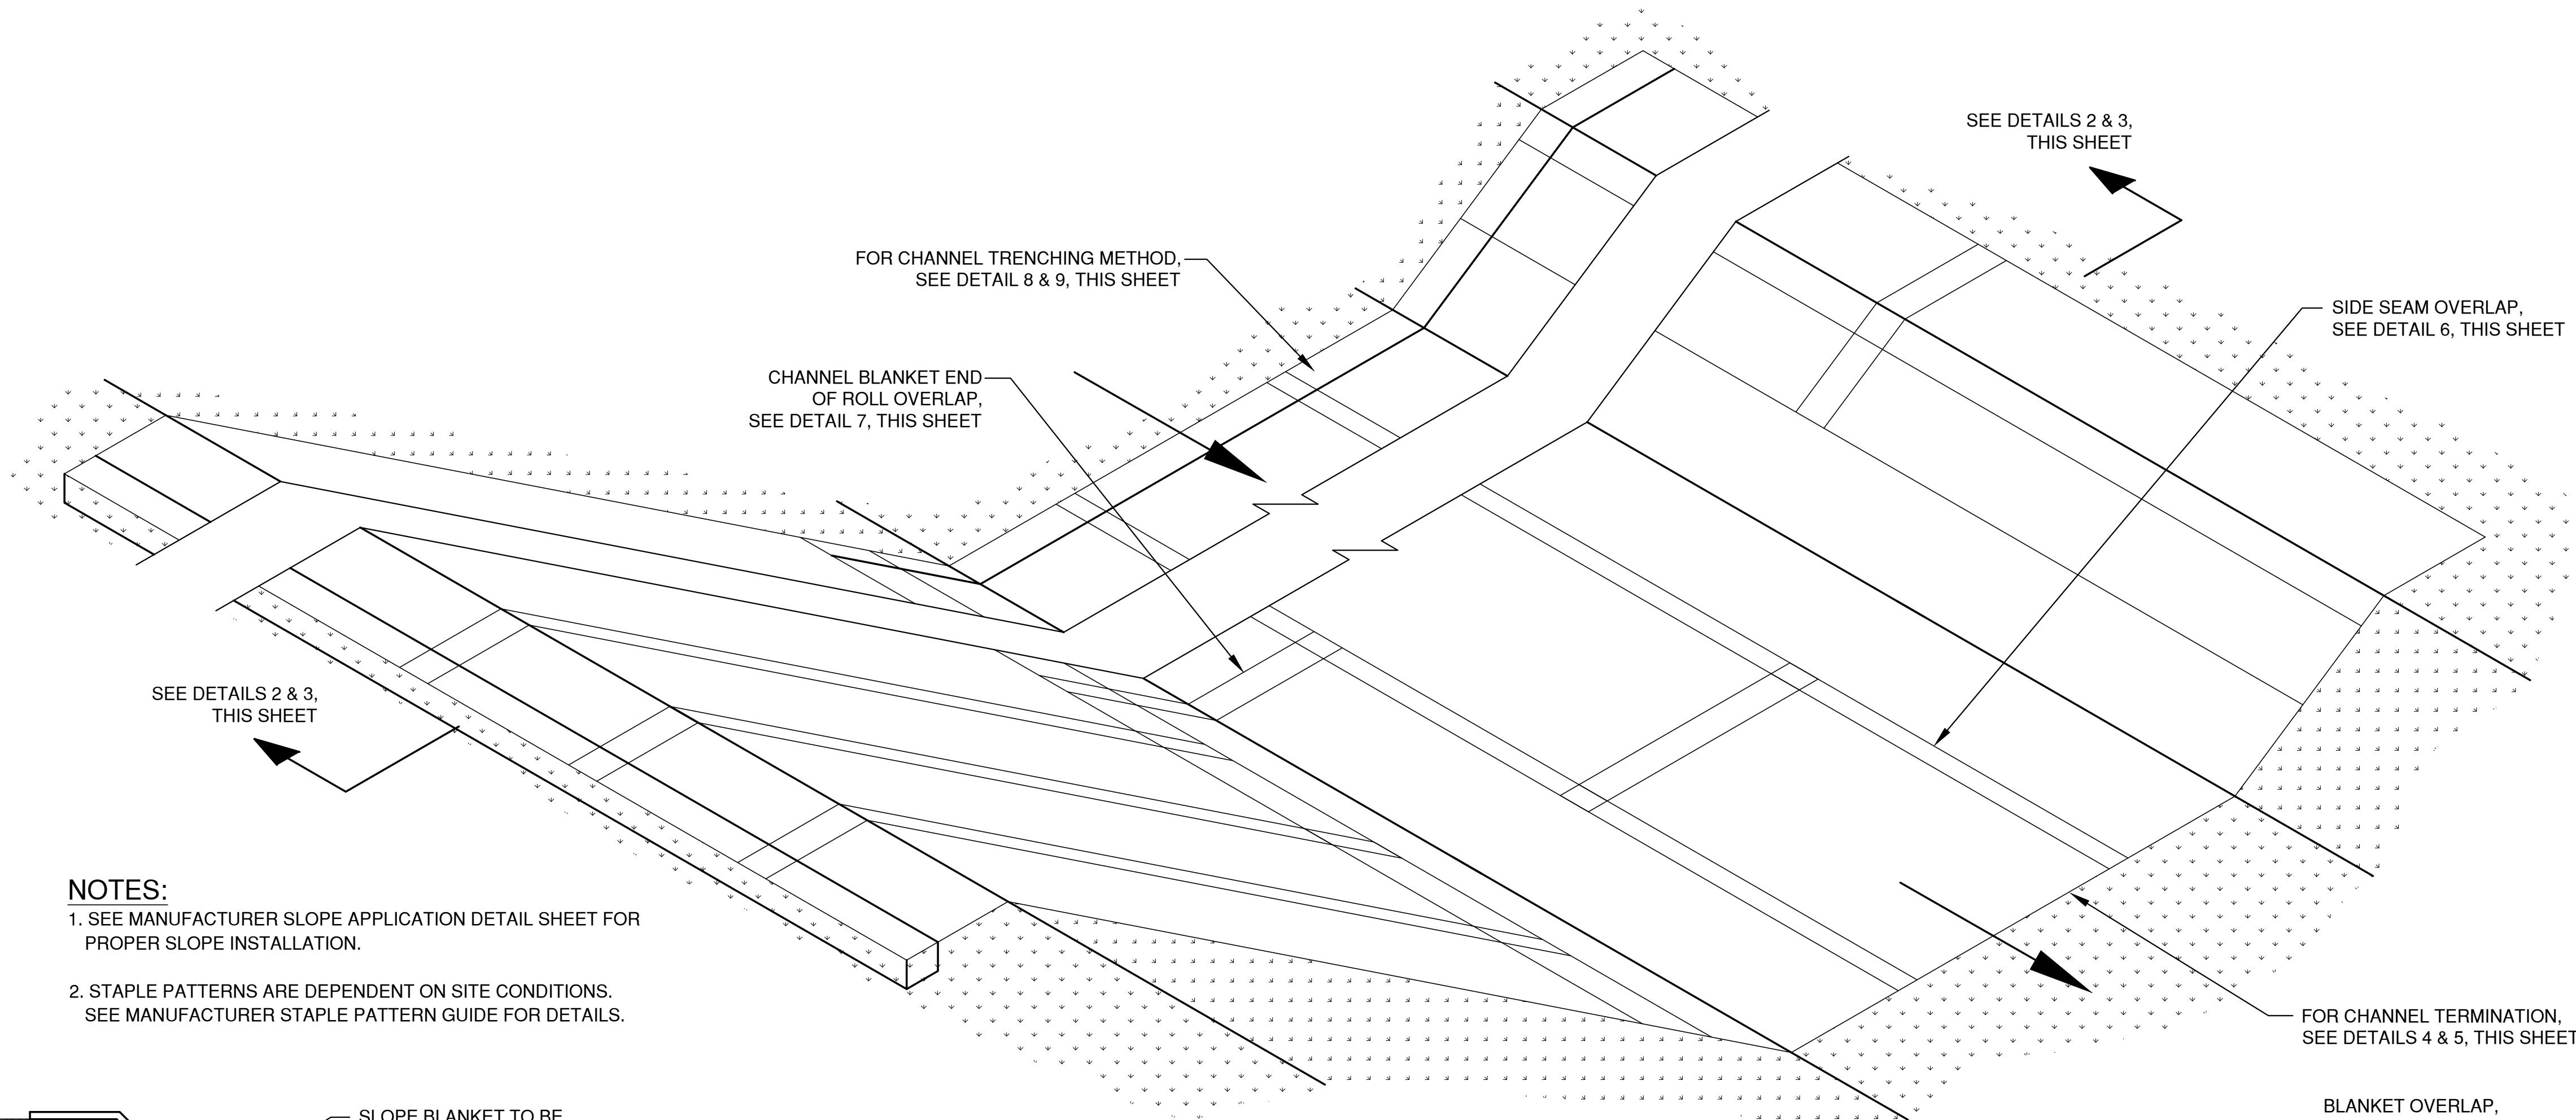 SEE DETAILS 2 & 3,
THIS SHEET
FOR CHANNEL TRENCHING METHOD,
SEE DETAIL 8 & 9, THIS SHEET
SIDE SEAM OVERLAP,
SEE DETAIL 6, THIS SHEET
CHANNEL BLANKET END
OF ROLL OVERLAP,
SEE DETAIL 7, THIS SHEET
SEE DETAILS 2 & 3,
THIS SHEET
NOTES:
1. SEE MANUFACTURER SLOPE APPLICATION DETAIL SHEET FOR
PROPER SLOPE INSTALLATION.
2. STAPLE PATTERNS ARE DEPENDENT ON SITE CONDITIONS.
SEE MANUFACTURER STAPLE PATTERN GUIDE FOR DETAILS.
FOR CHANNEL TERMINATION,
SEE DETAILS 4 & 5, THIS SHEET
SLOPE BLANKET TO BE
BLANKET OVERLAP,